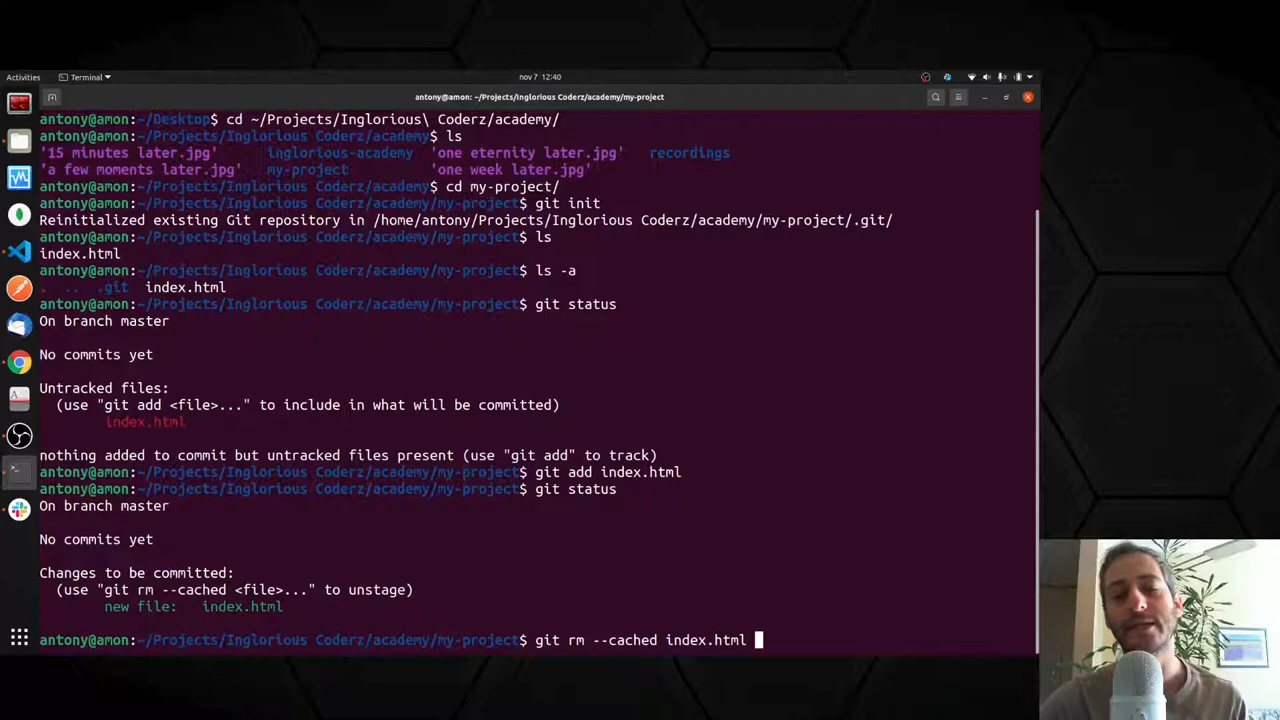 Activities
Terminal
nov 7 12:40
antony@amon: ~/Projects/Inglorious Coderz/academy/my-project
antony@amon:~/Desktop$ cd ~/Projects/Inglorious\ Coderz/academy/
antony@amon:~/Projects/Inglorious Coderz/academy$ ls
'15 minutes later.jpg' inglorious-academy 'one eternity later.jpg' recordings
'a few moments later.jpg' my-project 'one week later.jpg'
antony@amon:~/Projects/Inglorious Coderz/academy$ cd my-project/
antony@amon:~/Projects/Inglorious Coderz/academy/my-project$ git init
Reinitialized existing Git repository in /home/antony/Projects/Inglorious Coderz/academy/my-project/.git/
antony@amon:~/Projects/Inglorious Coderz/academy/my-project$ ls
index.html
antony@amon:~/Projects/Inglorious Coderz/academy/my-project$ ls -a
. .. .git index.html
antony@amon:~/Projects/Inglorious Coderz/academy/my-project$ git status
On branch master
No commits yet
Untracked files:
(use "git add <file>..." to include in what will be committed)
index.html
nothing added to commit but untracked files present (use "git add" to track)
antony@amon:~/Projects/Inglorious Coderz/academy/my-project$ git add index.html
antony@amon:~/Projects/Inglorious Coderz/academy/my-project$ git status
On branch master
No commits yet
Changes to be committed:
(use "git rm --cached <file>..." to unstage)
new file: index.html
antony@amon:~/Projects/Inglorious Coderz/academy/my-project$ git rm --cached index.html